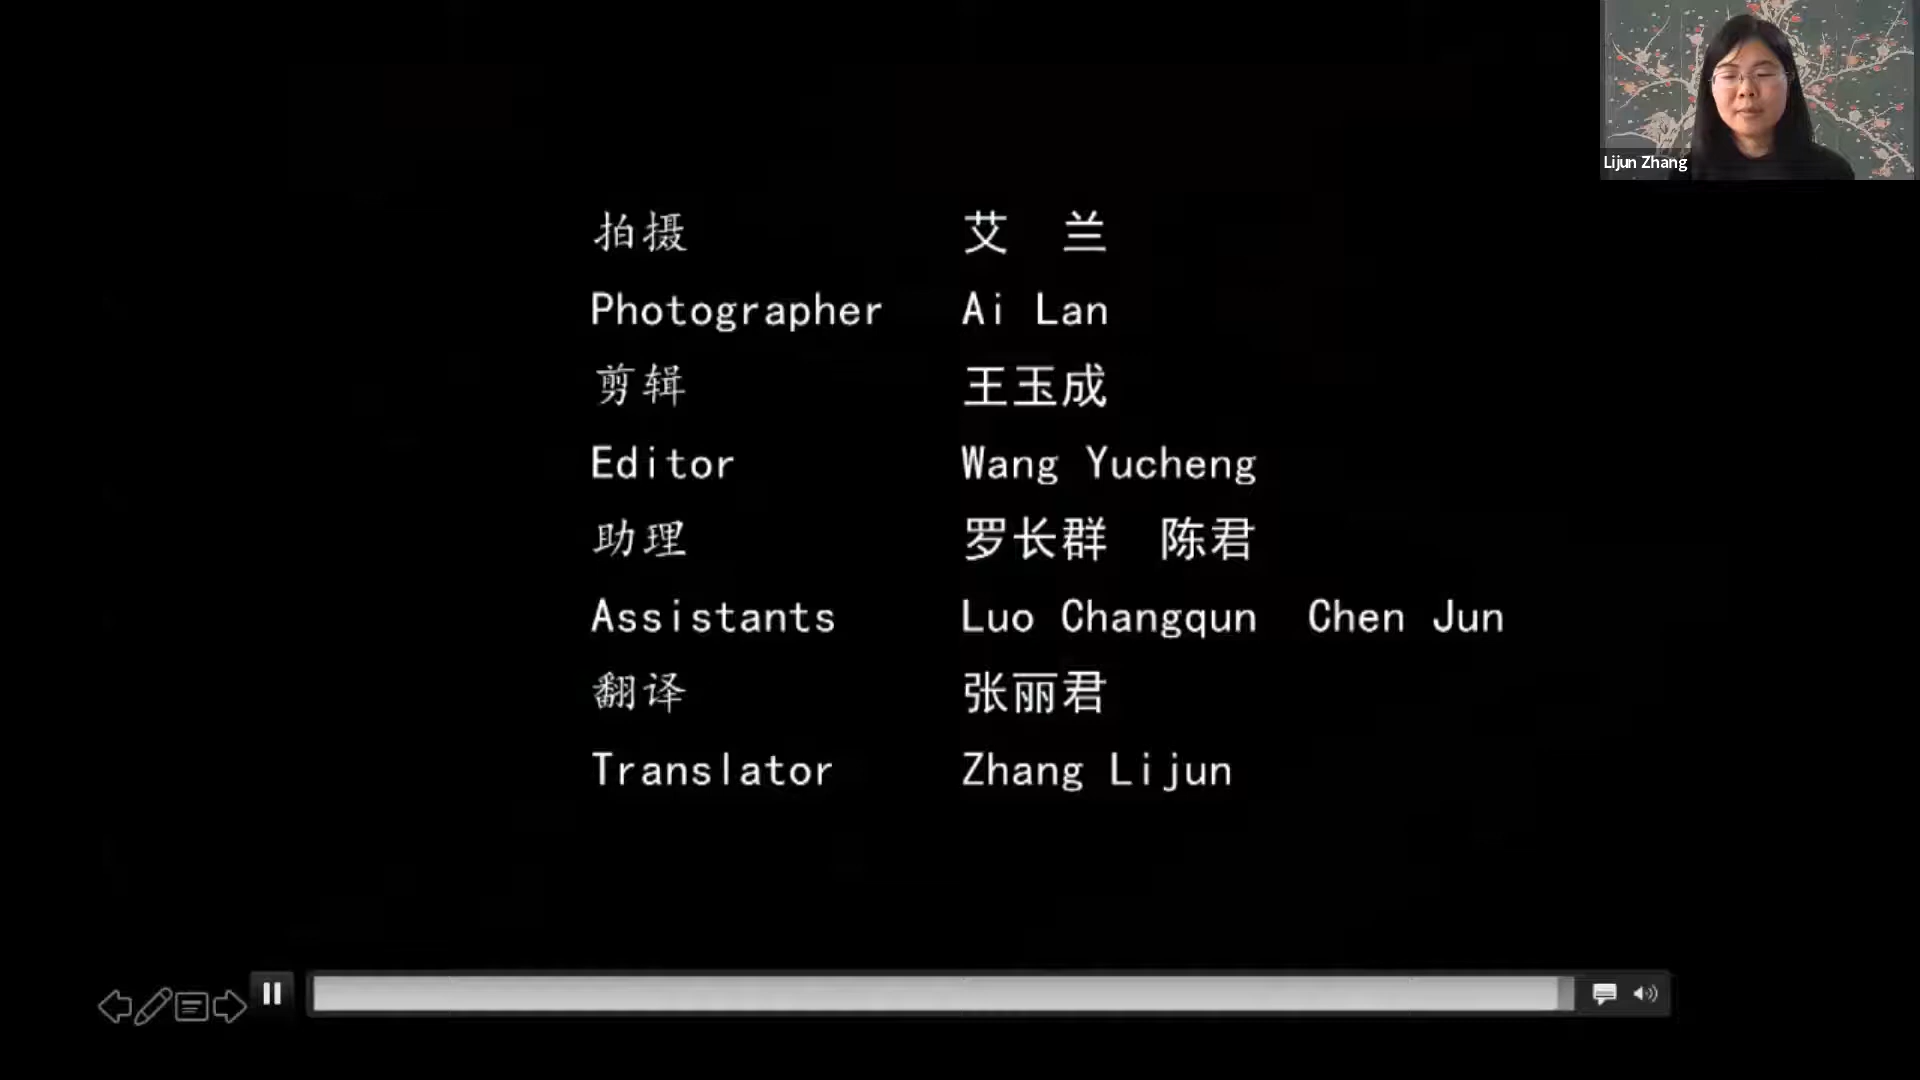 Lijun Zhang
拍摄 艾 兰
Photographer Ai Lan
剪辑 王玉成
Editor Wang Yucheng
助理 罗长群 陈君
Assistants Luo Changqun Chen Jun
翻译 张丽君
Translator Zhang Lijun